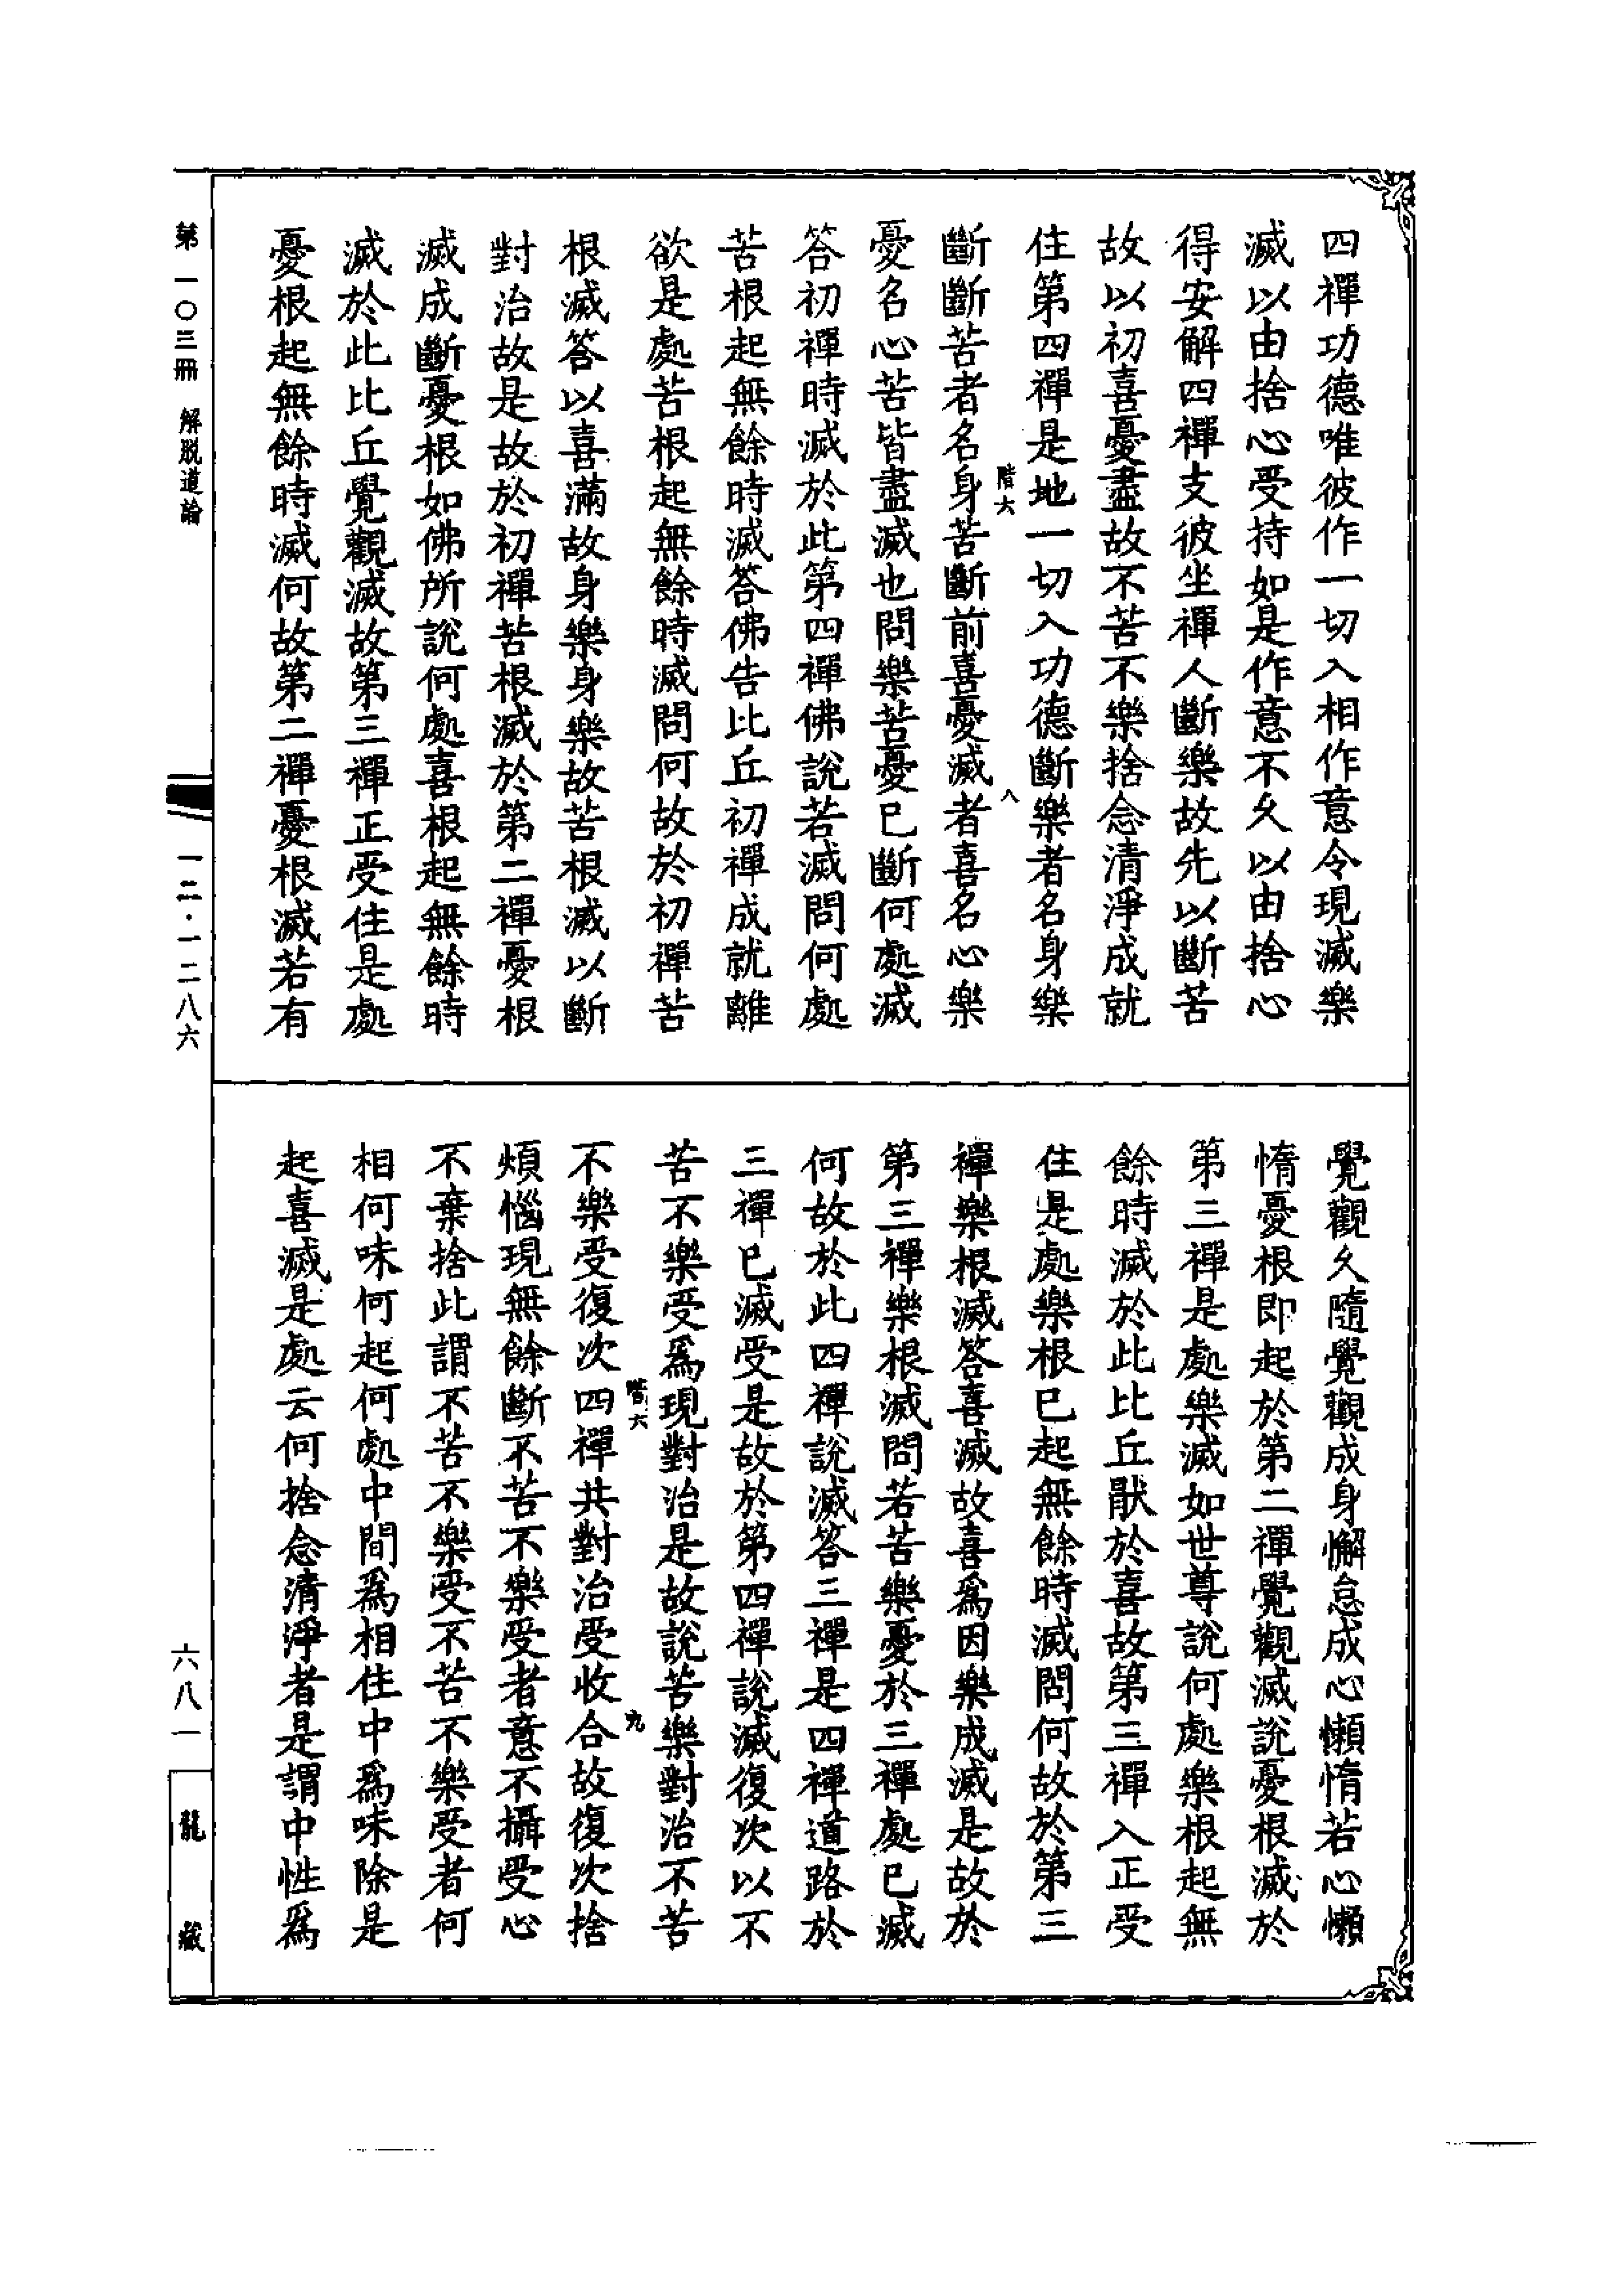 四禪功德唯彼作一切入相作意令現滅樂
滅以由捨心受持如是作意不久以由捨心
得安解四禪支彼坐禪人斷樂故先以斷苦
故以初喜憂盡故不苦不樂捨念清淨成就
住第四禪是地一切入功德斷樂者名身樂
階六
八
斷斷苦者名身苦斷前喜憂滅者喜名心樂
憂名心苦皆盡滅也問樂苦憂已斷何處滅
答初禪時滅於此第四禪佛說若滅問何處
苦根起無餘時滅答佛告比丘初禪成就離
欲是處苦根起無餘時滅問何故於初禪苦
根滅答以喜滿故身樂身樂故苦根滅以斷
對治故是故於初禪苦根滅於第二禪憂根
滅成斷憂根如佛所說何處喜根起無餘時
滅於此比丘覺觀滅故第三禪正受住是處
憂根起無餘時滅何故第二禪憂根滅若有
覺觀久隨覺觀成身懈怠成心懶惰若心懶
惰憂根即起於第二禪覺觀滅說憂根滅於
第三禪是處樂滅如世尊說何處樂根起無
餘時滅於此比丘猒於喜故第三禪入正受
住是處樂根已起無餘時滅問何故於第三
禪樂根滅答喜滅故喜爲因樂成滅是故於
第三禪樂根滅問若苦樂憂於三禪處已滅
何故於此四禪說滅答三禪是四禪道路於
三禪已滅受是故於第四禪說滅復次以不
苦不樂受爲現對治是故說苦樂對治不苦
階六
九
不樂受復次四禪共對治受收合故復次捨
煩惱現無餘斷不苦不樂受者意不攝受心
不棄捨此謂不苦不樂受不苦不樂受者何
相何味何起何處中間爲相住中爲味除是
起喜滅是處云何捨念清淨者是謂中性爲
第一〇三冊 解脫道論
一二·一二八六
六八一
龍藏